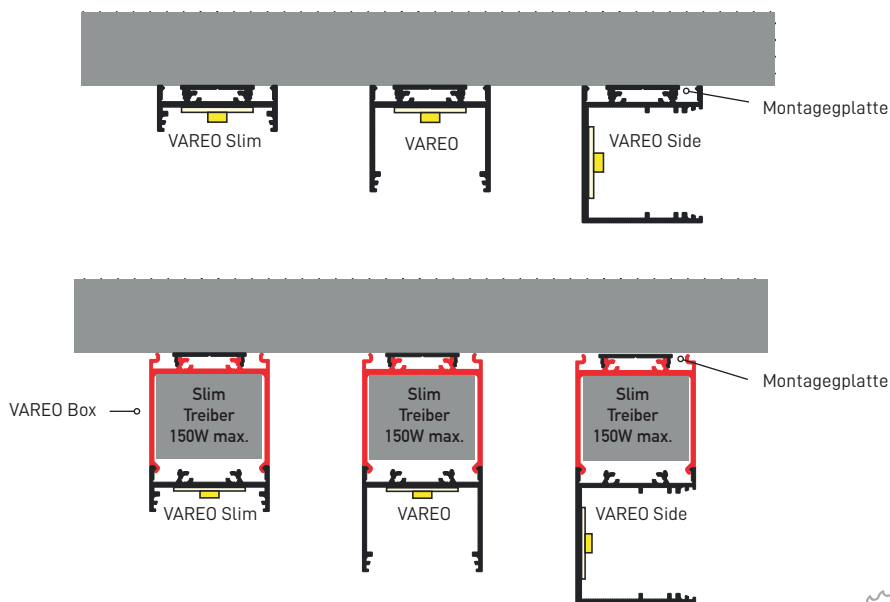 VAREO Slim
VAREO
VAREO Side
Montagegplatte
VAREO Box
Slim
Treiber
150W max.
Slim
Treiber
150W max.
Slim
Treiber
150W max.
Montagegplatte
VAREO Slim
VAREO
VAREO Side